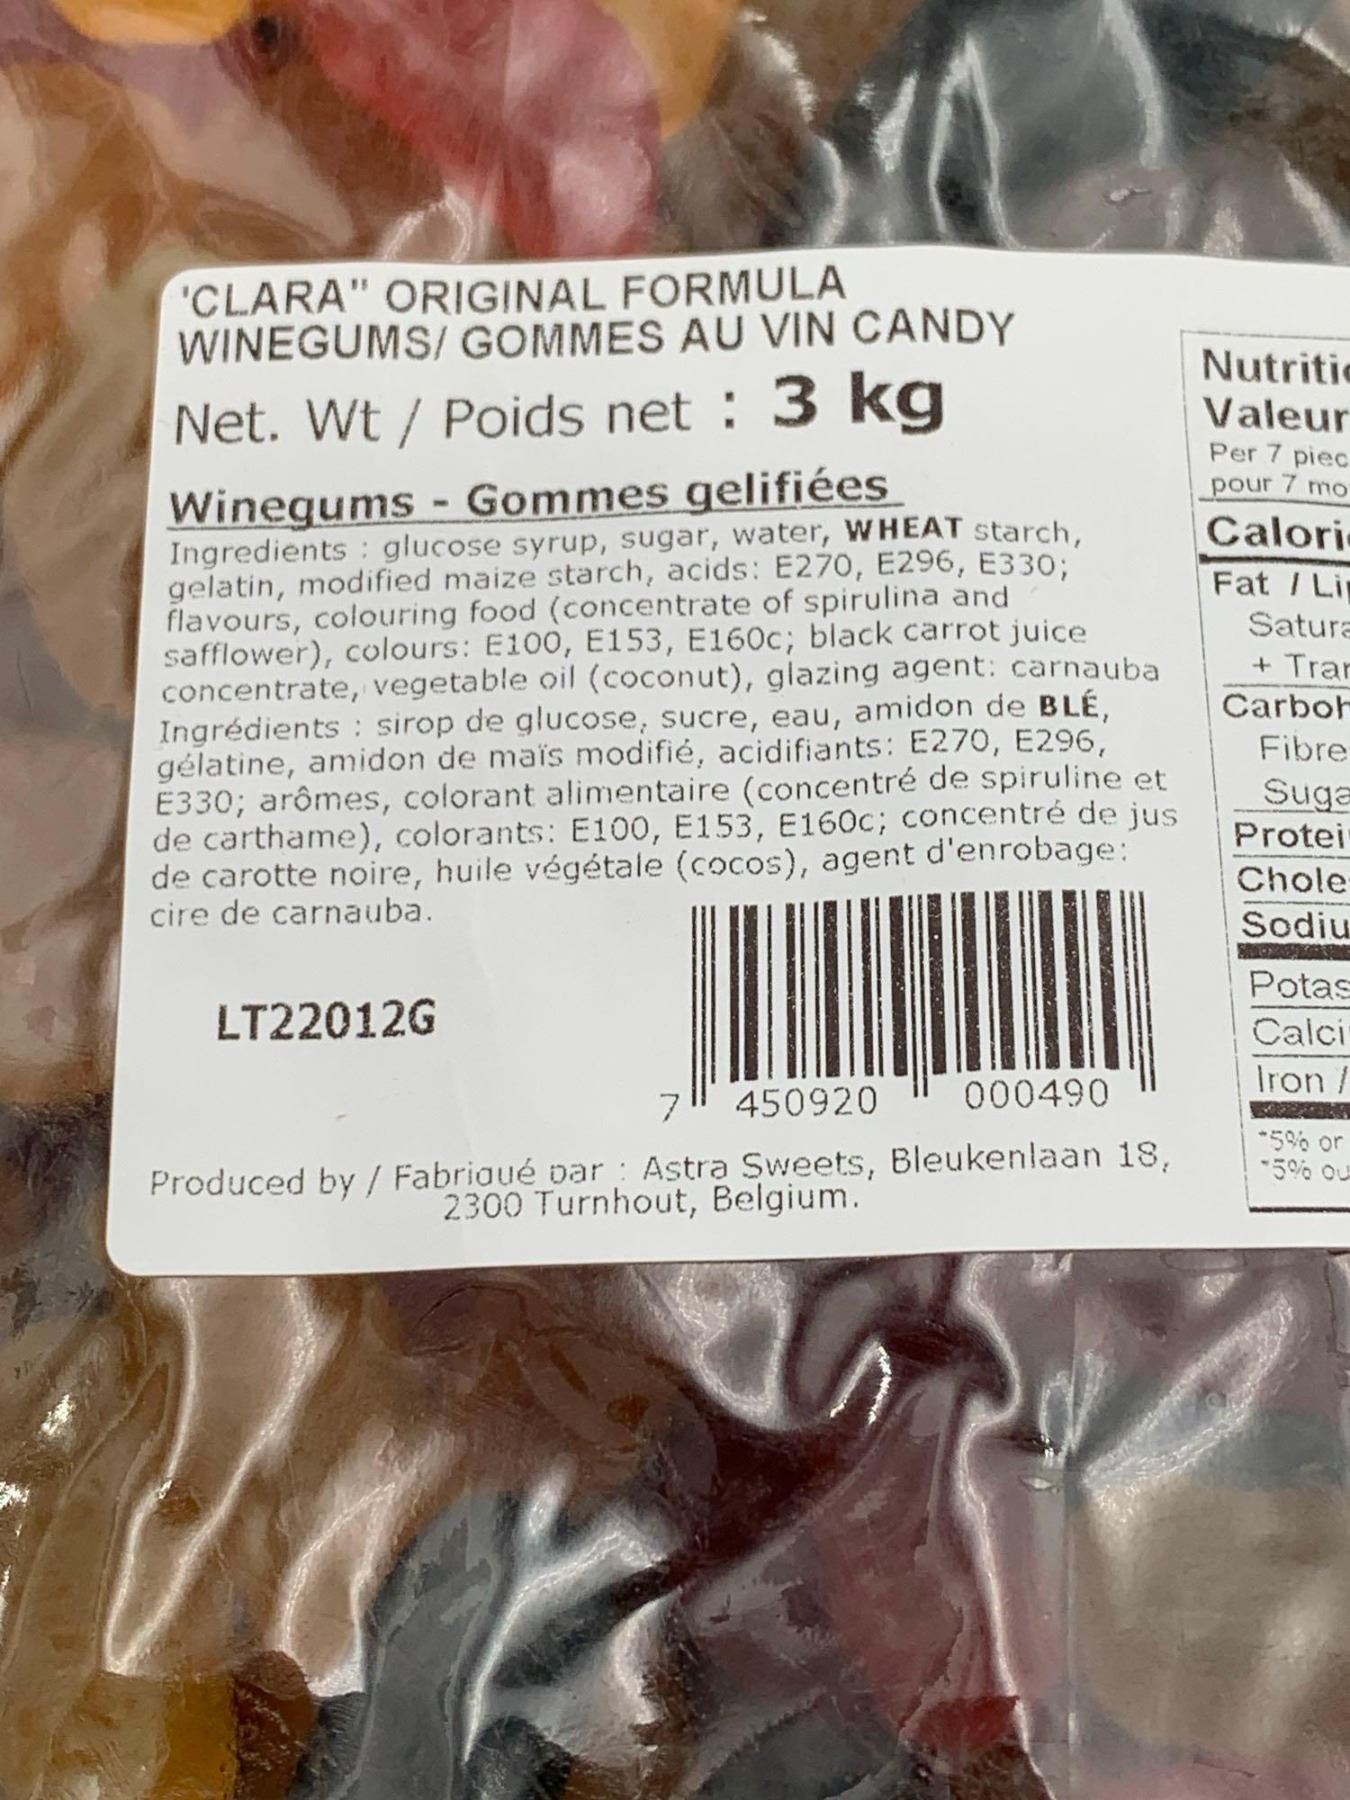 'CLARA" ORIGINAL FORMULA
WINEGUMS/ GOMMES AU VIN CANDY
Net. Wt / Poids net : 3 kg
Winegums - Gommes gelifiées
Ingredients : glucose syrup, sugar, water, WHEAT starch,
gelatin, modified maize starch, acids: E270, E296, E330;
flavours, colouring food (concentrate of spirulina and
safflower), colours: E100, E153, E160c; black carrot juice
concentrate, vegetable oil (coconut), glazing agent: carnauba
Ingrédients : sirop de glucose, sucre, eau, amidon de BLÉ,
gélatine, amidon de maïs modifié, acidifiants: E270, E296,
E330; arômes, colorant alimentaire (concentré de spiruline et
de carthame), colorants: E100, E153, E160c; concentré de jus
de carotte noire, huile végétale (cocos), agent d'enrobage:
cire de carnauba.
LT22012G
7 450920 000490
Produced by / Fabriqué par : Astra Sweets, Bleukenlaan 18,
2300 Turnhout, Belgium.
Nutriti
Valeur
Per 7 piec
pour 7 mo
Calori
Fat / Li
Satura
+ Tra
Carboh
Fibre
Suga
Protei
Chole
Sodiu
Potas
Calci
Iron /
*5% or
*5% ou